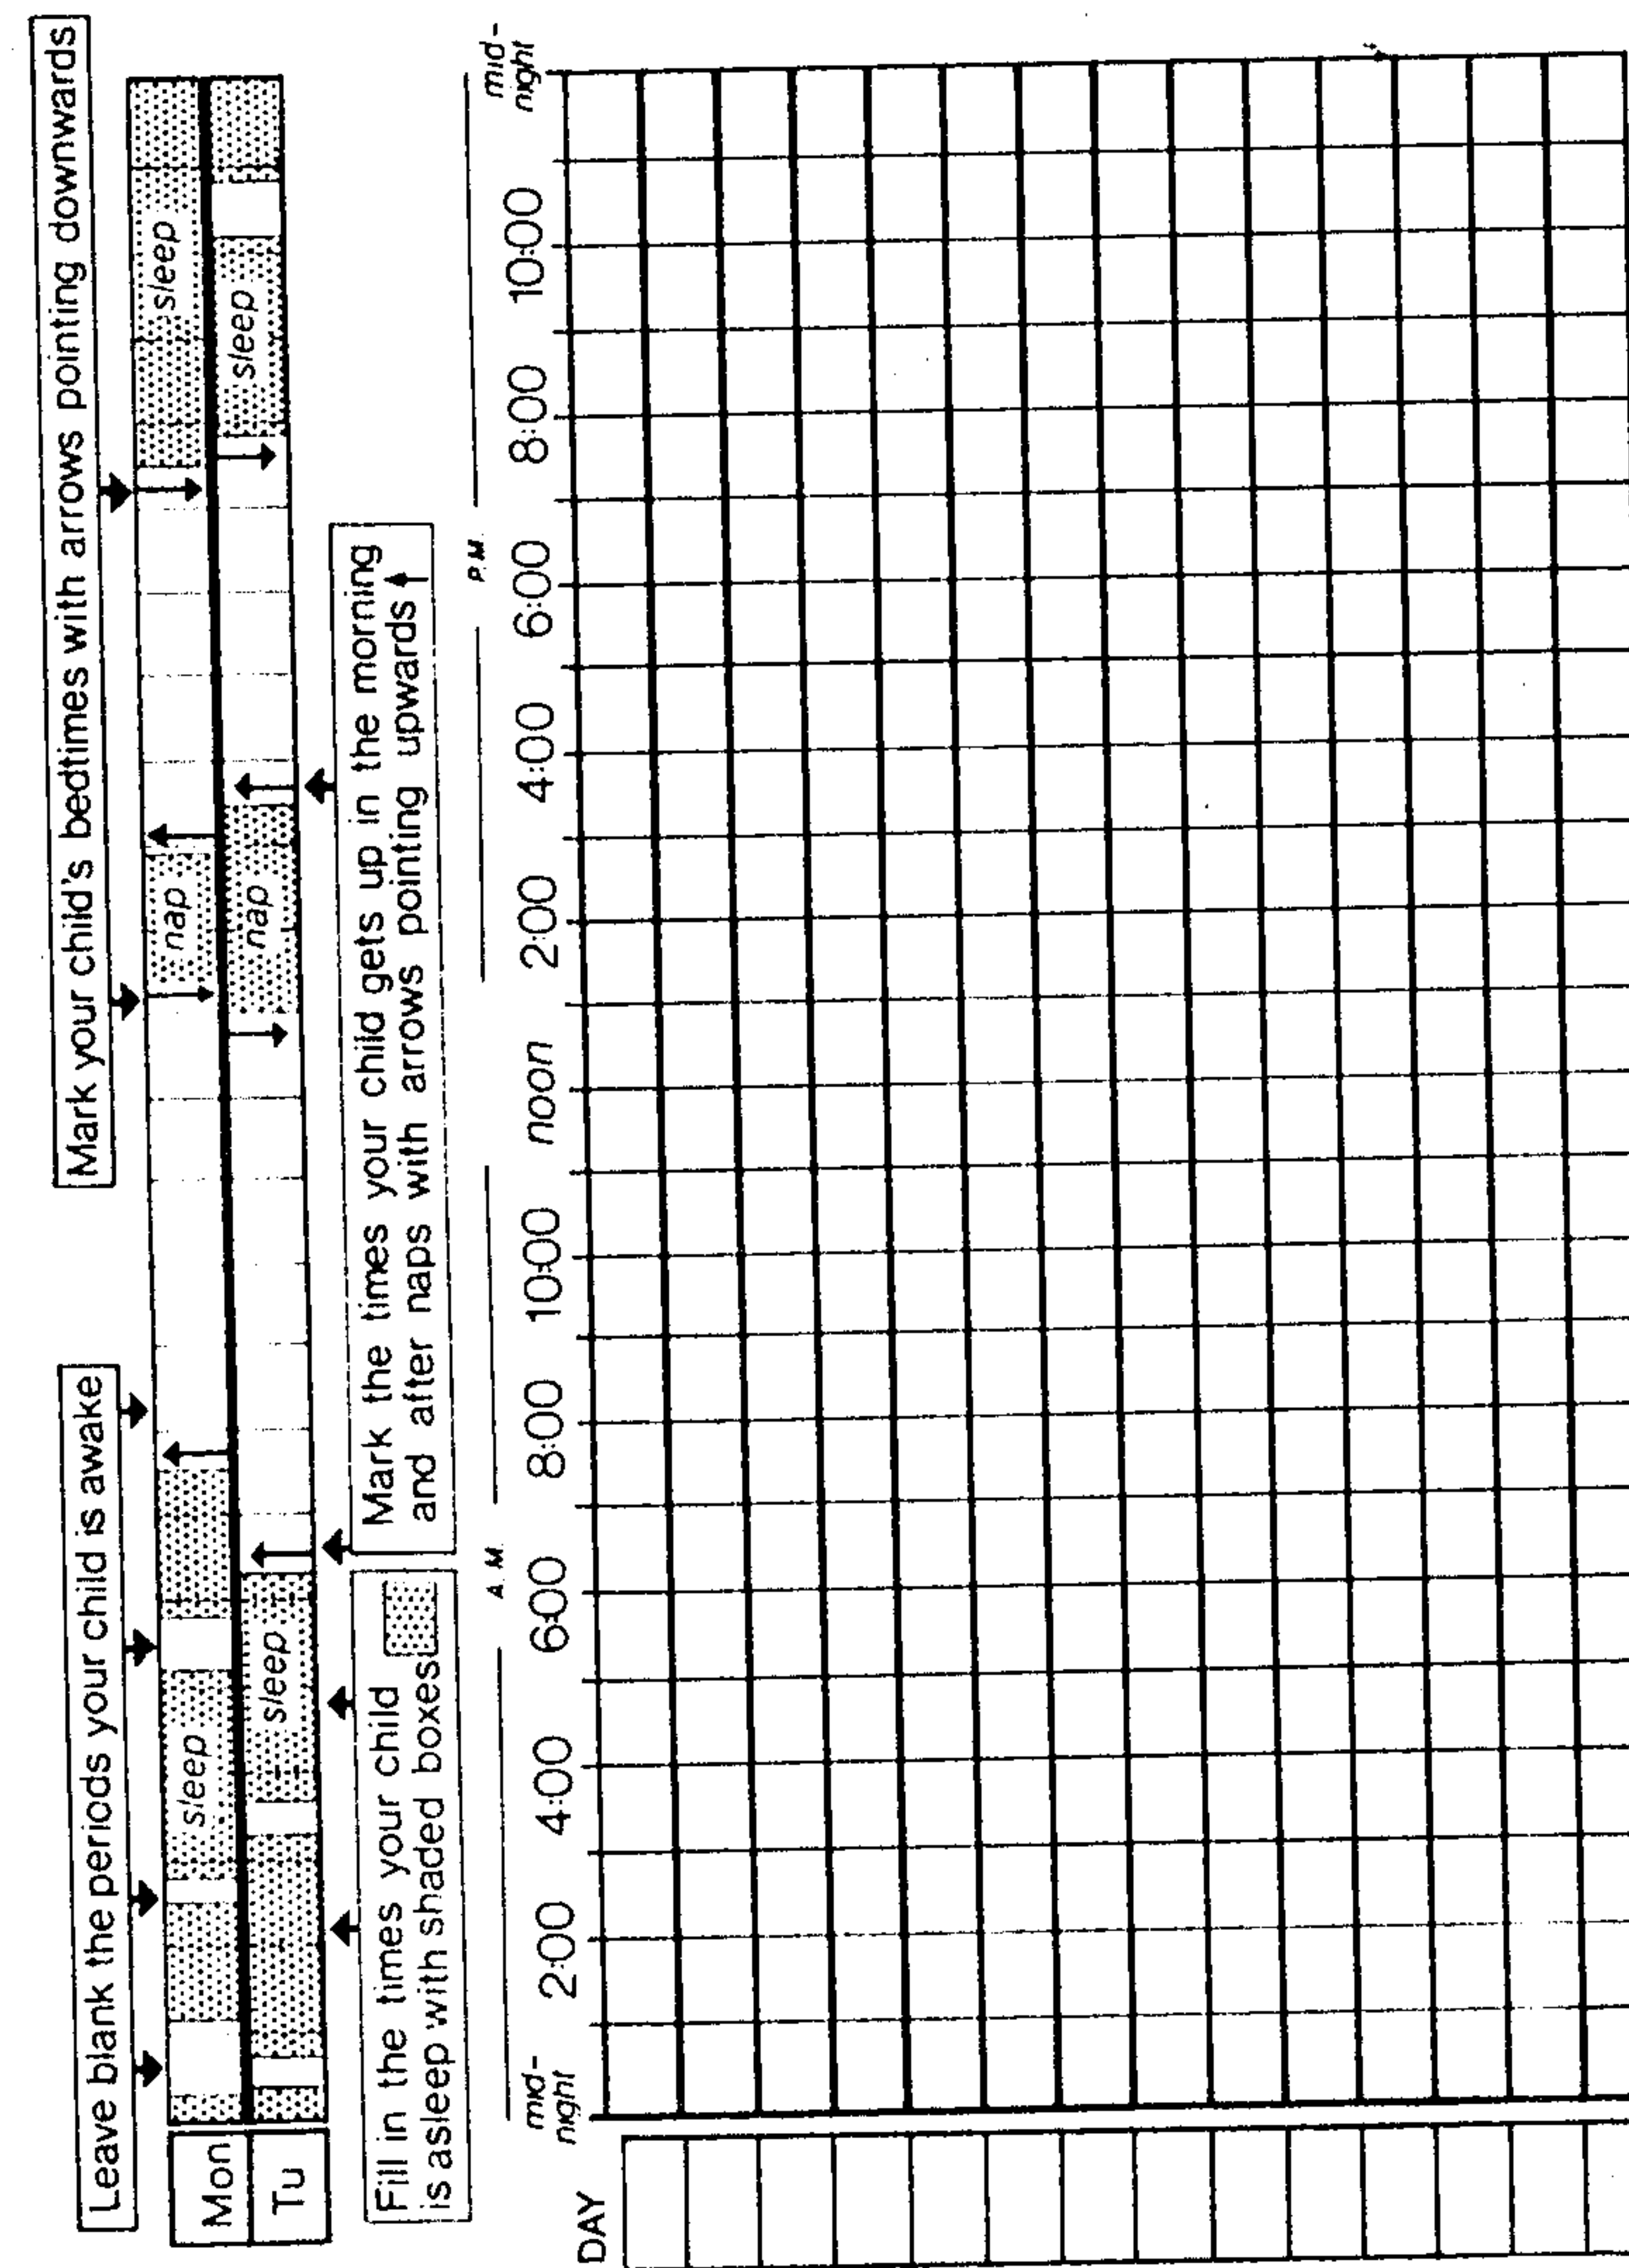 Leave blank the periods your child is awake
Mark your child's bedtimes with arrows pointing downwards
Mon
sleep
nap
sleep
Tu
sleep
nap
sleep
Fill in the times your child
is asleep with shaded boxes
Mark the times your child gets up in the morning
and after naps with arrows pointing upwards
A.M.
P.M.
mid-
night
2:00
4:00
6:00
8:00
10:00
noon
2:00
4:00
6:00
8:00
10:00
mid-
night
DAY